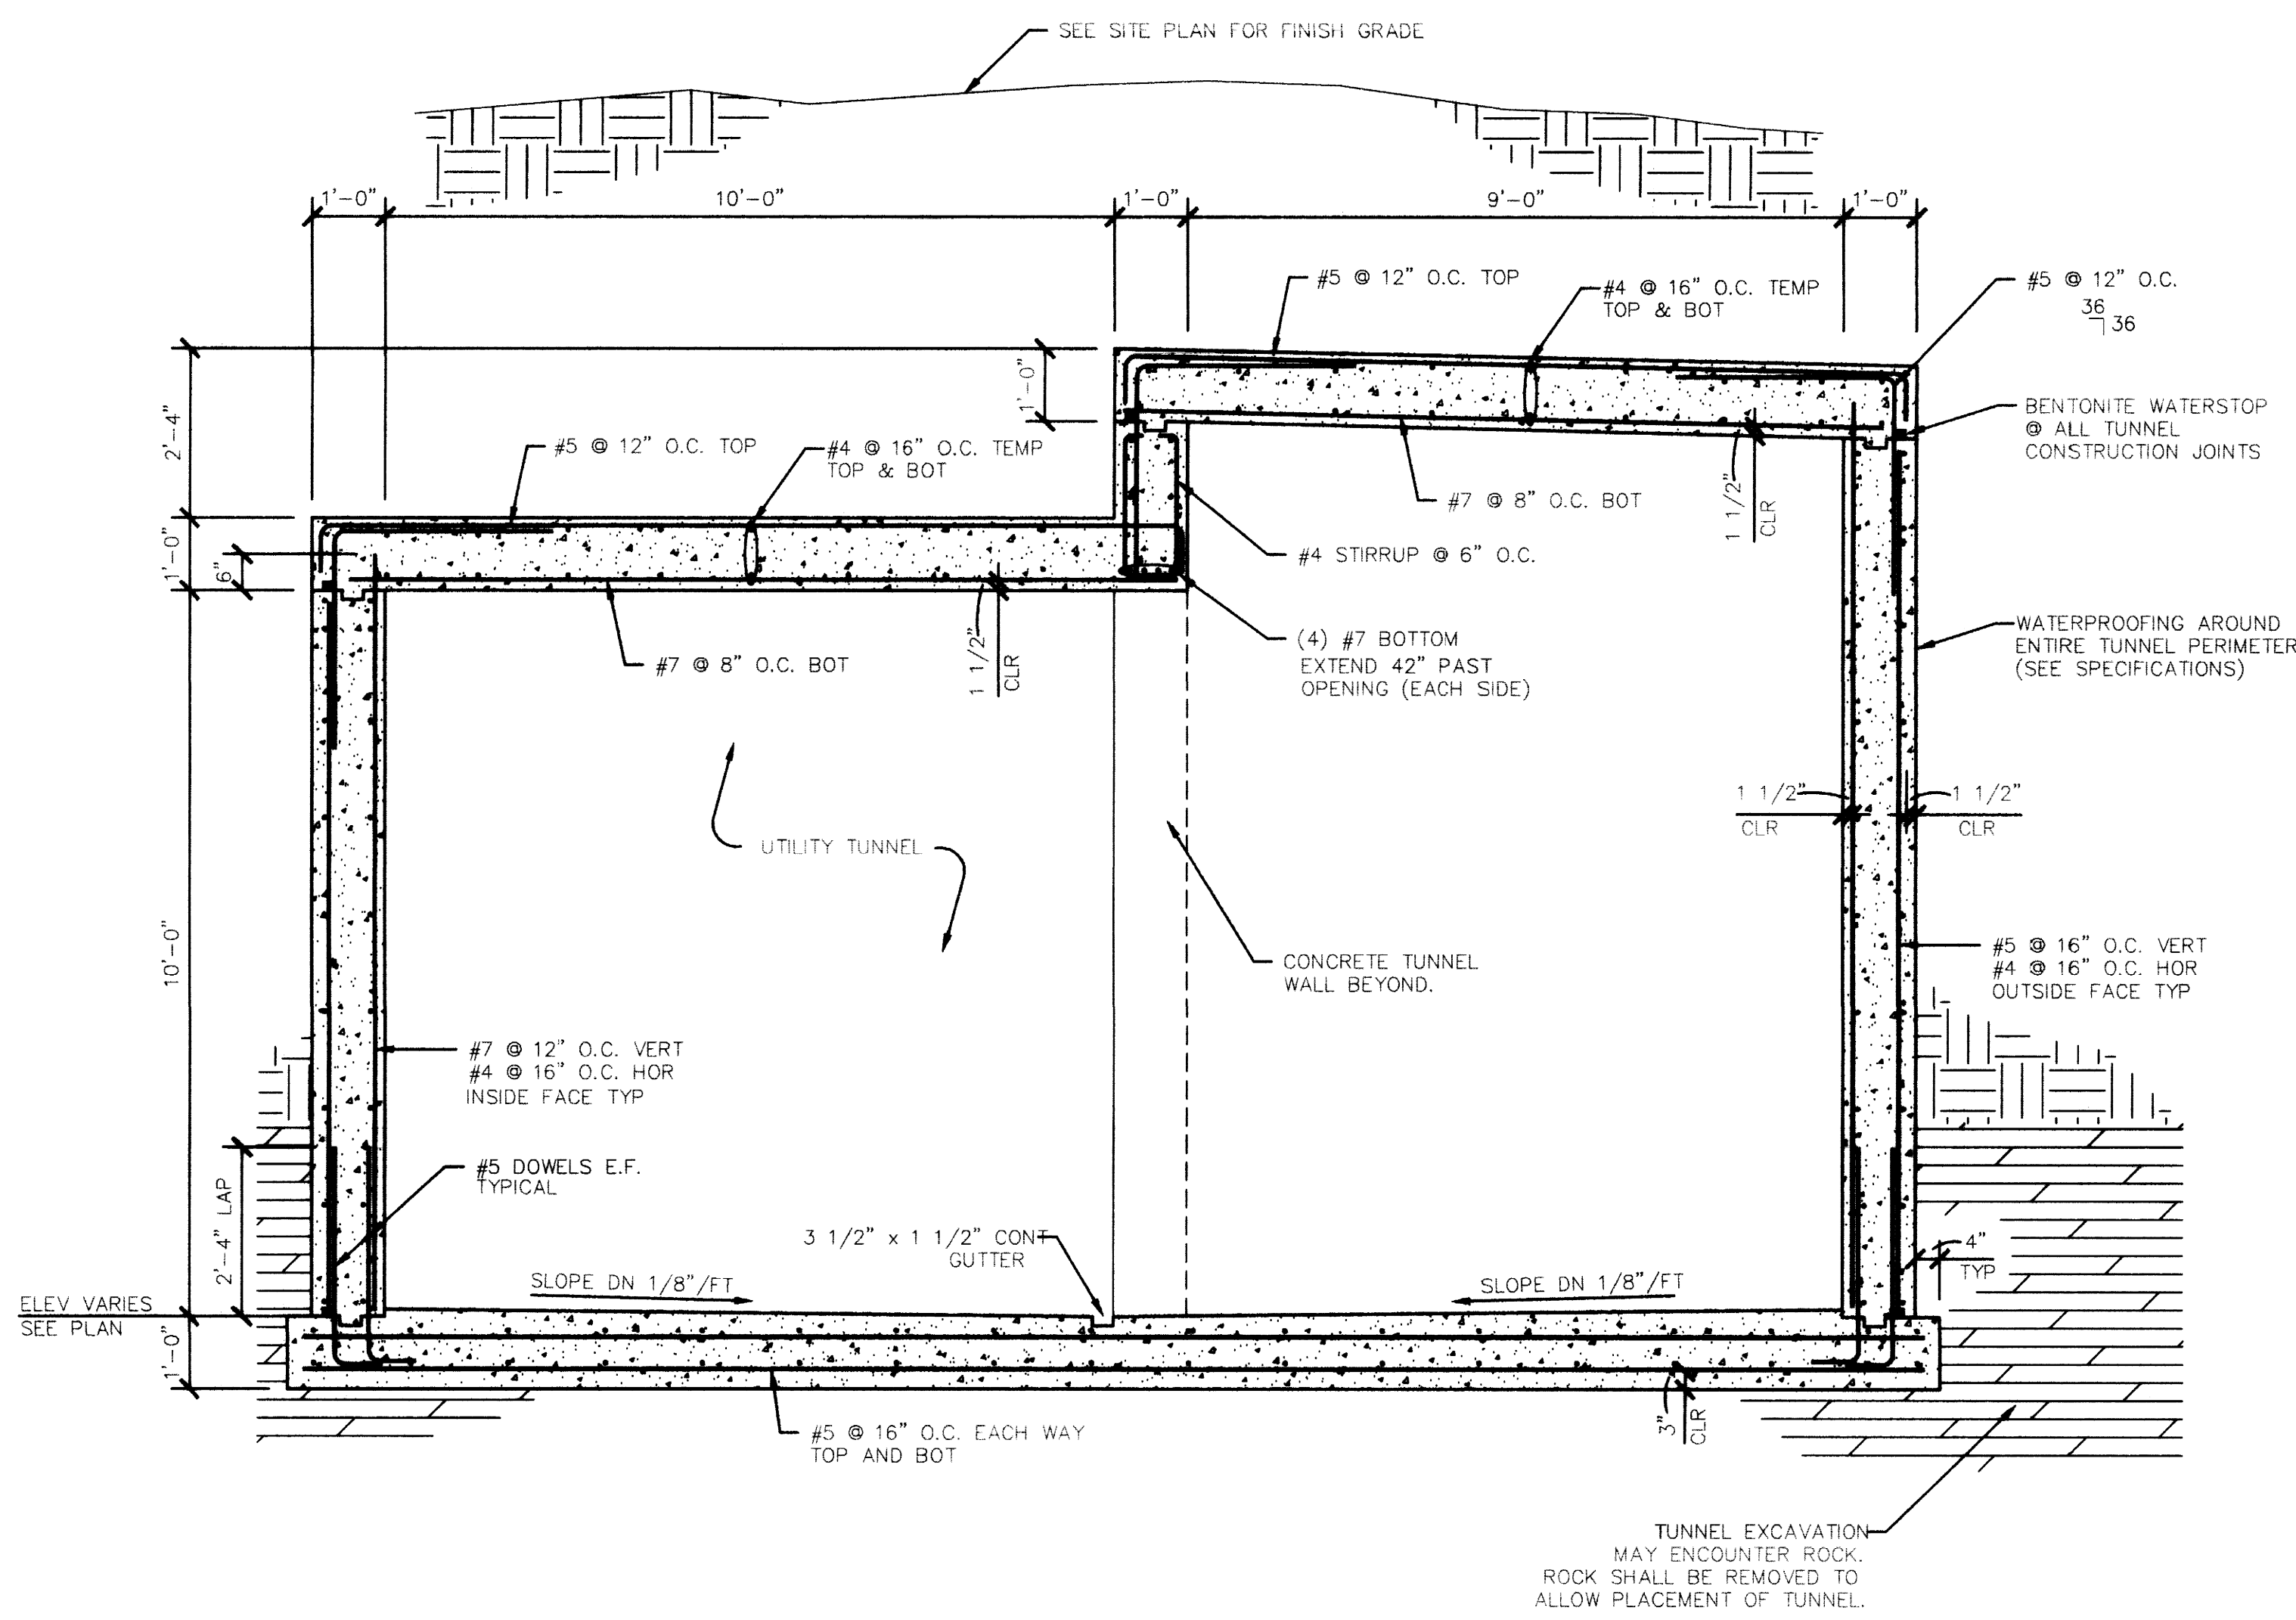 SEE SITE PLAN FOR FINISH GRADE
1'-0"
10'-0"
1'-0"
9'-0"
1'-0"
#5 @ 12" O.C. TOP
#4 @ 16" O.C. TEMP
TOP & BOT
#5 @ 12" O.C.
36
36
1'-0"
2'-4"
BENTONITE WATERSTOP
@ ALL TUNNEL
CONSTRUCTION JOINTS
#5 @ 12" O.C. TOP
#4 @ 16" O.C. TEMP
TOP & BOT
#7 @ 8" O.C. BOT
1 1/2"
CLR
1'-0"
6"
#4 STIRRUP @ 6" O.C.
WATERPROOFING AROUND
ENTIRE TUNNEL PERIMETER
(SEE SPECIFICATIONS)
#7 @ 8" O.C. BOT
1 1/2"
CLR
(4) #7 BOTTOM
EXTEND 42" PAST
OPENING (EACH SIDE)
1 1/2"
CLR
1 1/2"
CLR
UTILITY TUNNEL
10'-0"
CONCRETE TUNNEL
WALL BEYOND.
#5 @ 16" O.C. VERT
#4 @ 16" O.C. HOR
OUTSIDE FACE TYP
#7 @ 12" O.C. VERT
#4 @ 16" O.C. HOR
INSIDE FACE TYP
#5 DOWELS E.F.
TYPICAL
2'-4" LAP
3 1/2" x 1 1/2" CONT
GUTTER
4"
TYP
SLOPE DN 1/8"/FT
SLOPE DN 1/8"/FT
ELEV VARIES
SEE PLAN
1'-0"
3"
CLR
#5 @ 16" O.C. EACH WAY
TOP AND BOT
TUNNEL EXCAVATION
MAY ENCOUNTER ROCK.
ROCK SHALL BE REMOVED TO
ALLOW PLACEMENT OF TUNNEL.